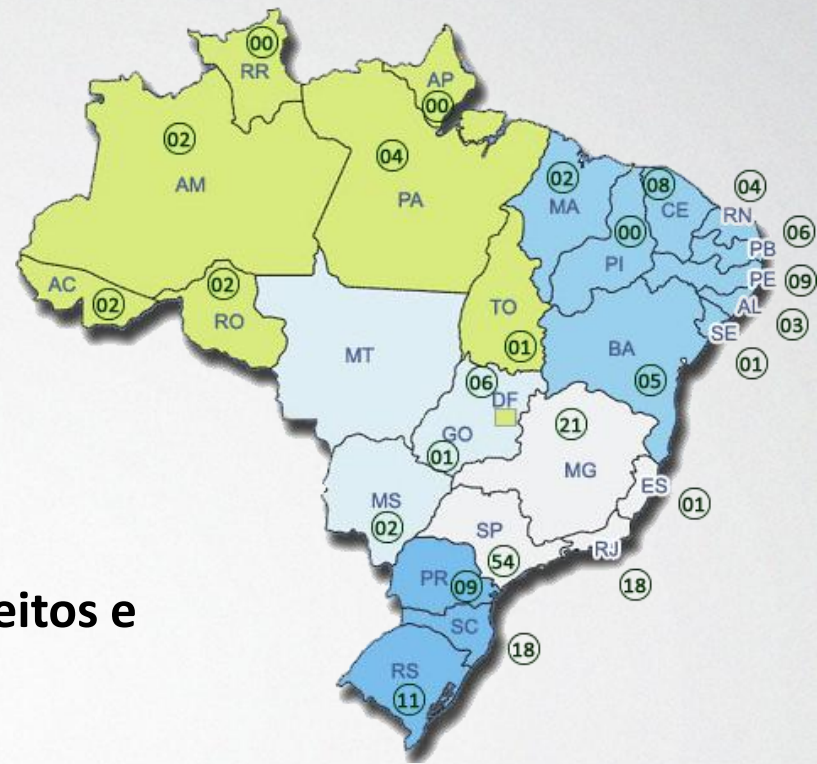 00
RR
AP
00
02
AM
04
PA
02
MA
08
CE
04
RN
00
PI
06
PB
PE
09
AL
03
SE
01
AC
02
02
RO
TO
01
MT
BA
05
06
DF
GO
01
21
MG
ES
01
MS
02
SP
54
RJ
18
PR
09
SC
18
RS
11
eitos e